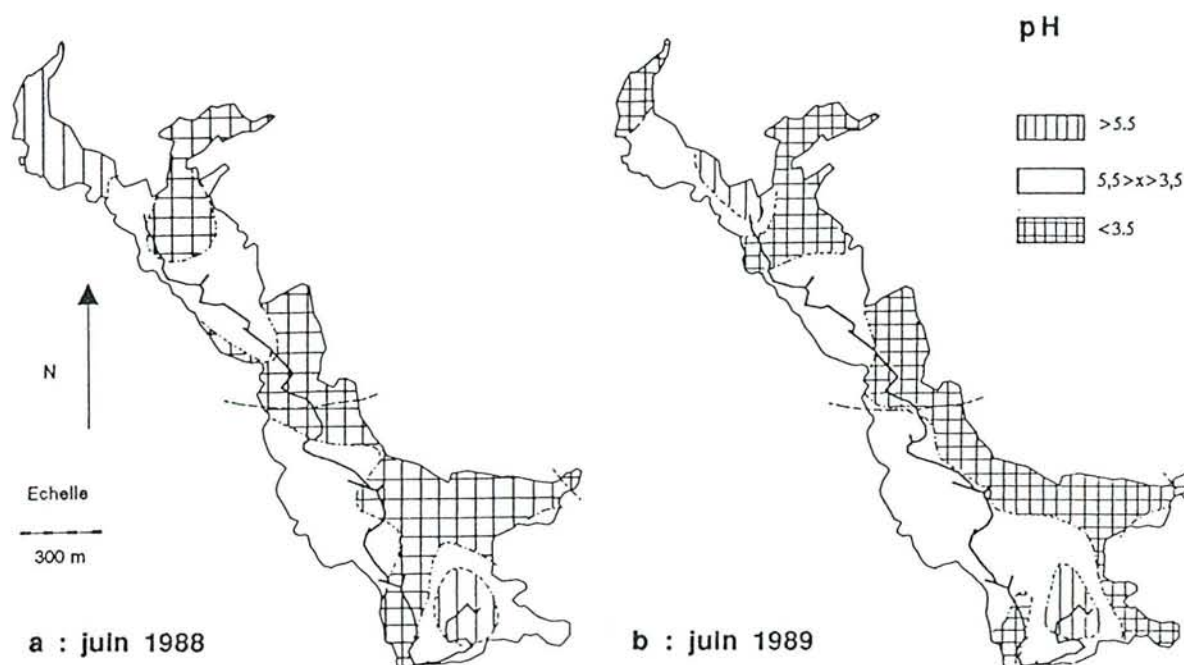 pH
>5.5
5,5>x>3,5
<3.5
N
Echelle
300 m
a : juin 1988
b : juin 1989